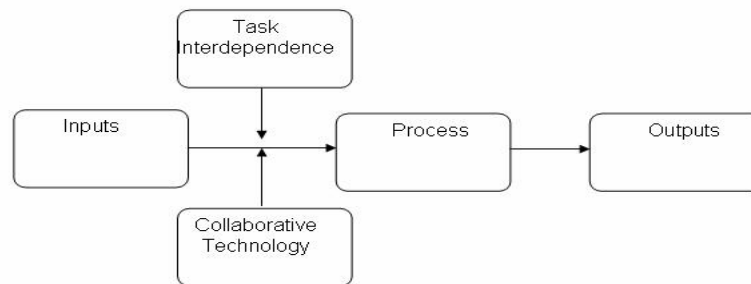 Task
Interdependence
Inputs
Process
Outputs
Collaborative
Technology